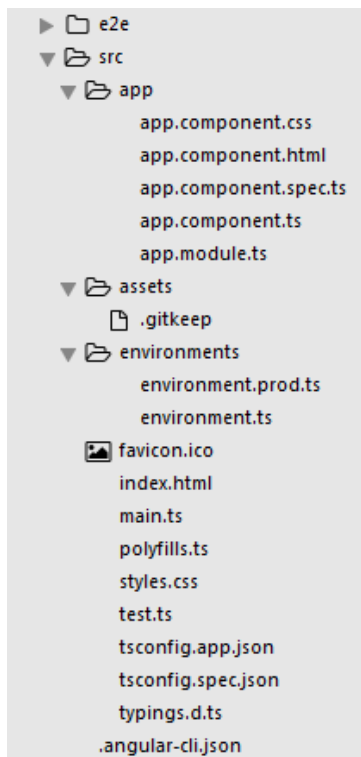 e2e
src
app
app.component.css
app.component.html
app.component.spec.ts
app.component.ts
app.module.ts
assets
.gitkeep
environments
environment.prod.ts
environment.ts
favicon.ico
index.html
main.ts
polyfills.ts
styles.css
test.ts
tsconfig.app.json
tsconfig.spec.json
typings.d.ts
.angular-cli.json